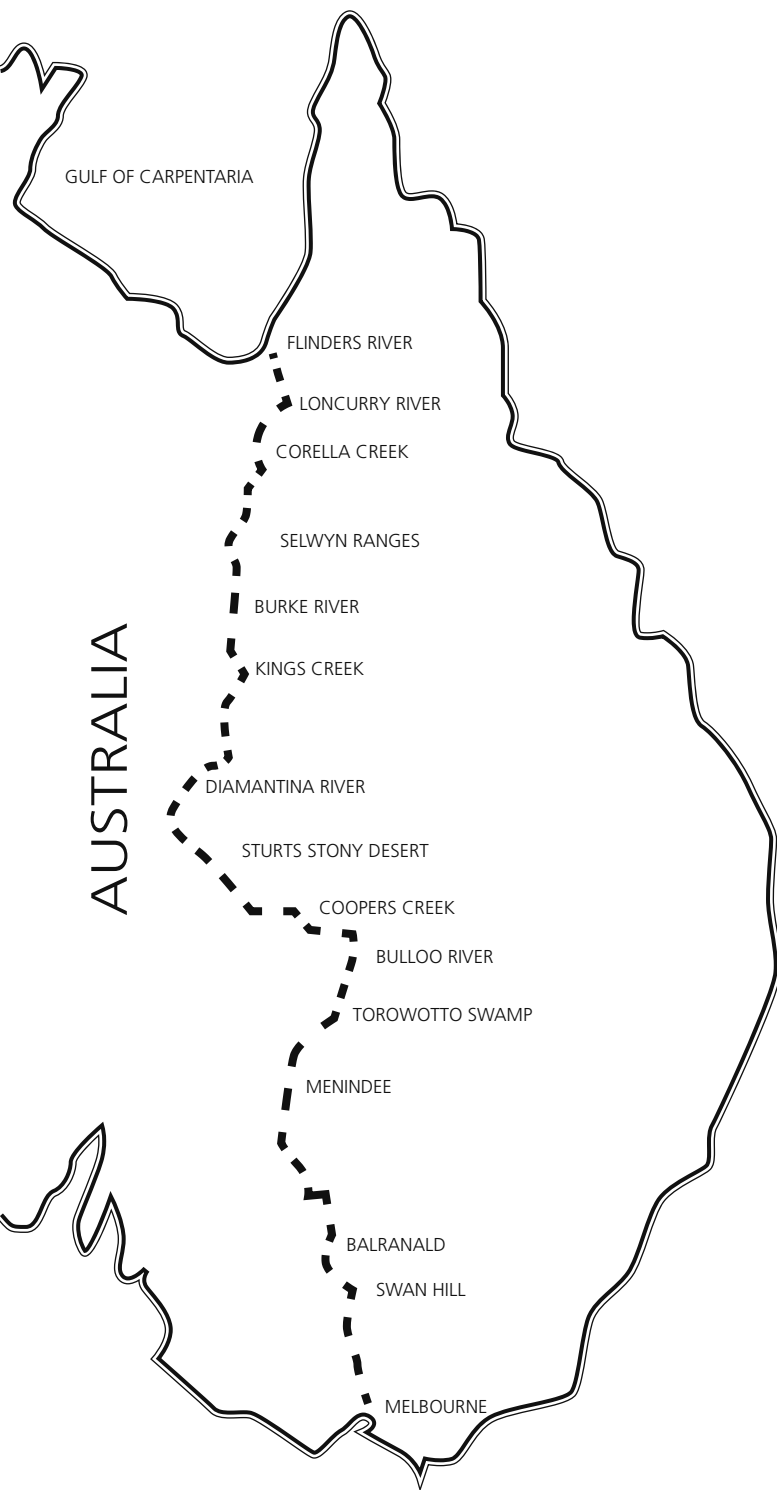 GULF OF CARPENTARIA
FLINDERS RIVER
LONCURRY RIVER
CORELLA CREEK
SELWYN RANGES
BURKE RIVER
AUSTRALIA
KINGS CREEK
DIAMANTINA RIVER
STURTS STONY DESERT
COOPERS CREEK
BULLOO RIVER
TOROWOTTO SWAMP
MENINDEE
BALRANALD
SWAN HILL
MELBOURNE